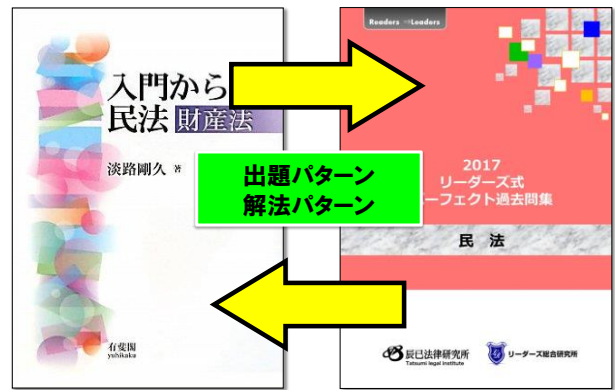 入門から
民法 財産法
淡路剛久 著
有斐閣
yuhikaku
出題パターン
解法パターン
Readers Leaders
2017
リーダーズ式
ーフェクト過去問集
民 法
辰已法律研究所
Tatsumi legal institute
リーダーズ総合研究所